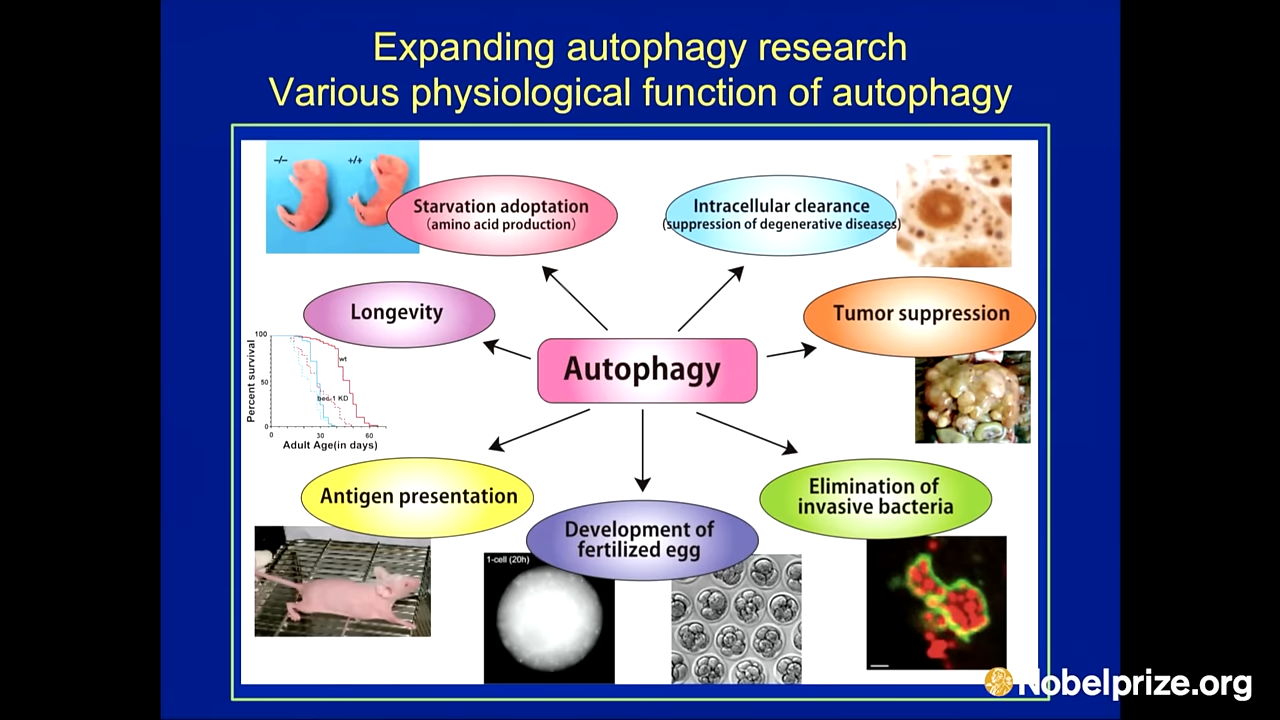 Expanding autophagy research
Various physiological function of autophagy
-/-
+/+
Starvation adoptation
(amino acid production)
Intracellular clearance
(suppression of degenerative diseases)
Longevity
Tumor suppression
100
50
0
Percent survival
wt
bec-1 KD
0
30
60
Adult Age(in days)
Autophagy
Antigen presentation
Development of
fertilized egg
Elimination of
invasive bacteria
1-cell (20h)
Nobelprize.org